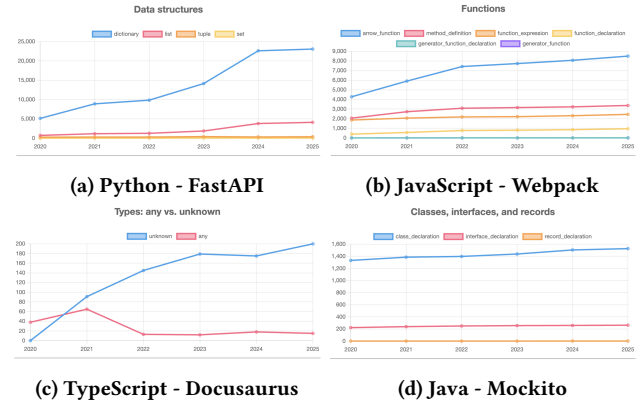 Data structures
dictionary list tuple set
25,000
20,000
15,000
10,000
5,000
0
2020 2021 2022 2023 2024 2025
(a) Python - FastAPI
Functions
arrow_function method_definition function_expression function_declaration
generator_function_declaration generator_function
9,000
8,000
7,000
6,000
5,000
4,000
3,000
2,000
1,000
0
2020 2021 2022 2023 2024 2025
(b) JavaScript - Webpack
Types: any vs. unknown
unknown any
200
180
160
140
120
100
80
60
40
20
0
2020 2021 2022 2023 2024 2025
(c) TypeScript - Docusaurus
Classes, interfaces, and records
class_declaration interface_declaration record_declaration
1,600
1,400
1,200
1,000
800
600
400
200
0
2020 2021 2022 2023 2024 2025
(d) Java - Mockito